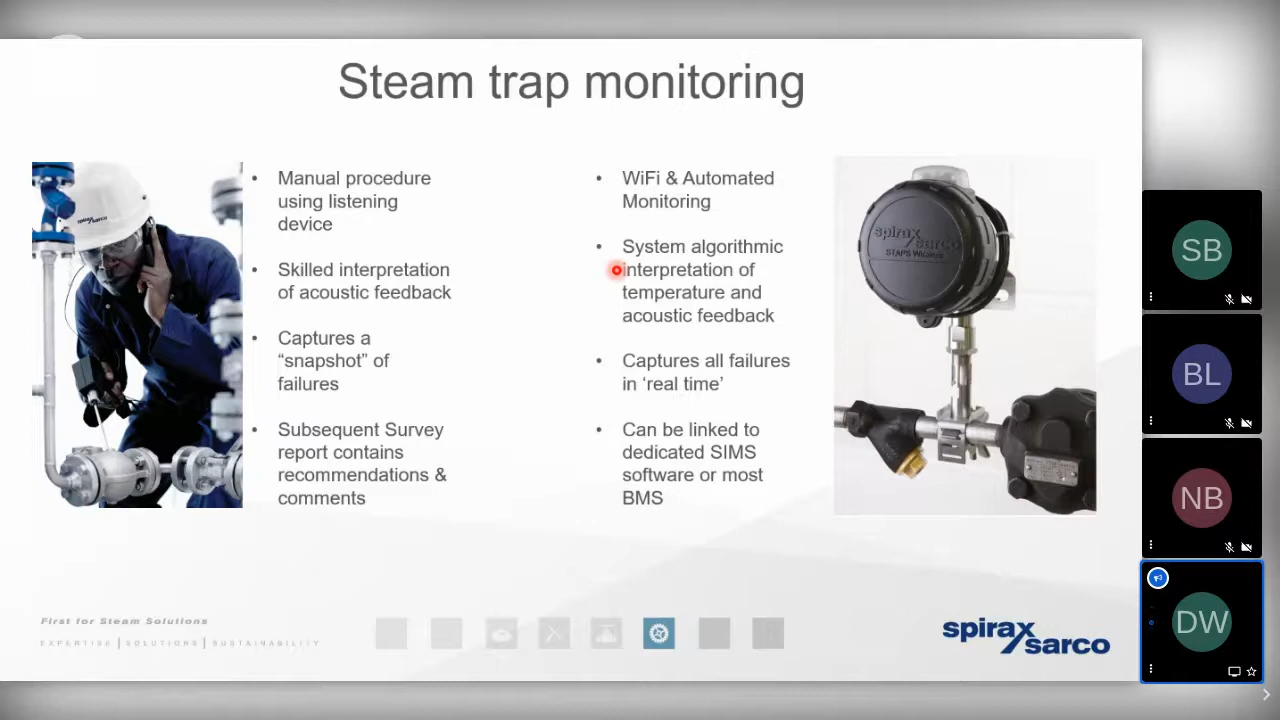 Steam trap monitoring
Manual procedure
using listening
device
Skilled interpretation
of acoustic feedback
Captures a
“snapshot” of
failures
Subsequent Survey
report contains
recommendations &
comments
WiFi & Automated
Monitoring
System algorithmic
interpretation of
temperature and
acoustic feedback
Captures all failures
in ‘real time’
Can be linked to
dedicated SIMS
software or most
BMS
spirax
sarco
STAPS Wireless
First for Steam Solutions
EXPERTISE | SOLUTIONS | SUSTAINABILITY
spirax
sarco
SB
BL
NB
DW